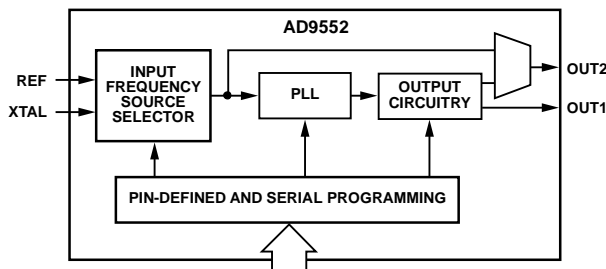 AD9552
INPUT
FREQUENCY
SOURCE
SELECTOR
REF
XTAL
PLL
OUTPUT
CIRCUITRY
OUT2
OUT1
PIN-DEFINED AND SERIAL PROGRAMMING